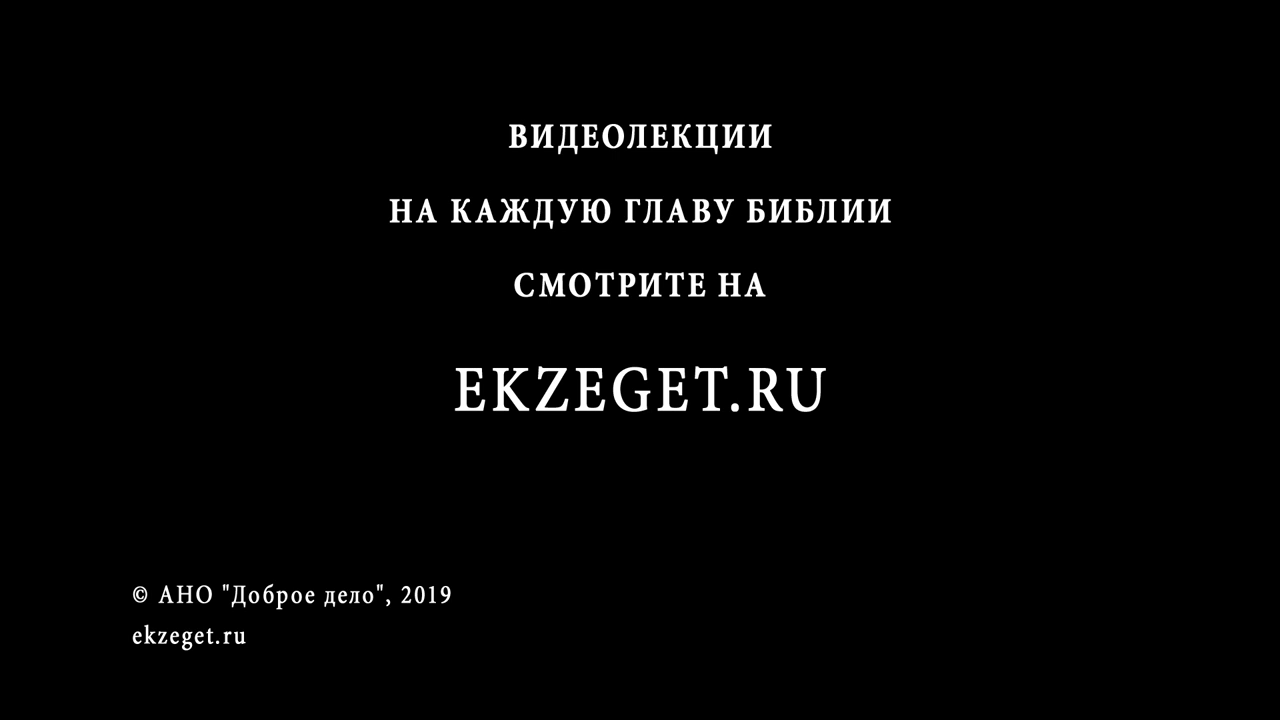 ВИДЕОЛЕКЦИИ
НА КАЖДУЮ ГЛАВУ БИБЛИИ
СМОТРИТЕ НА
EKZEGET.RU
© АНО "Доброе дело", 2019
ekzeget.ru